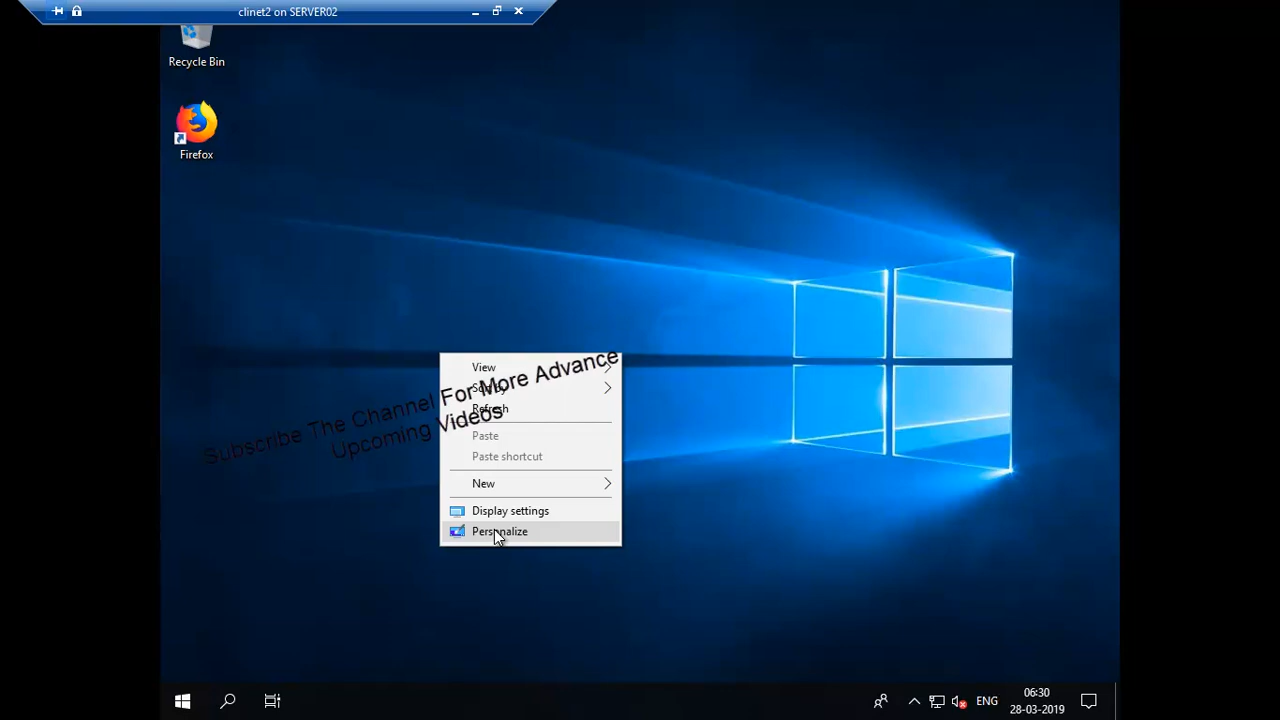 clinet2 on SERVER02
Recycle Bin
Firefox
View
Sort by
Refresh
Subscribe The Channel For More Advance
Upcoming Videos
Paste
Paste shortcut
New
Display settings
Personalize
ENG
06:30
28-03-2019